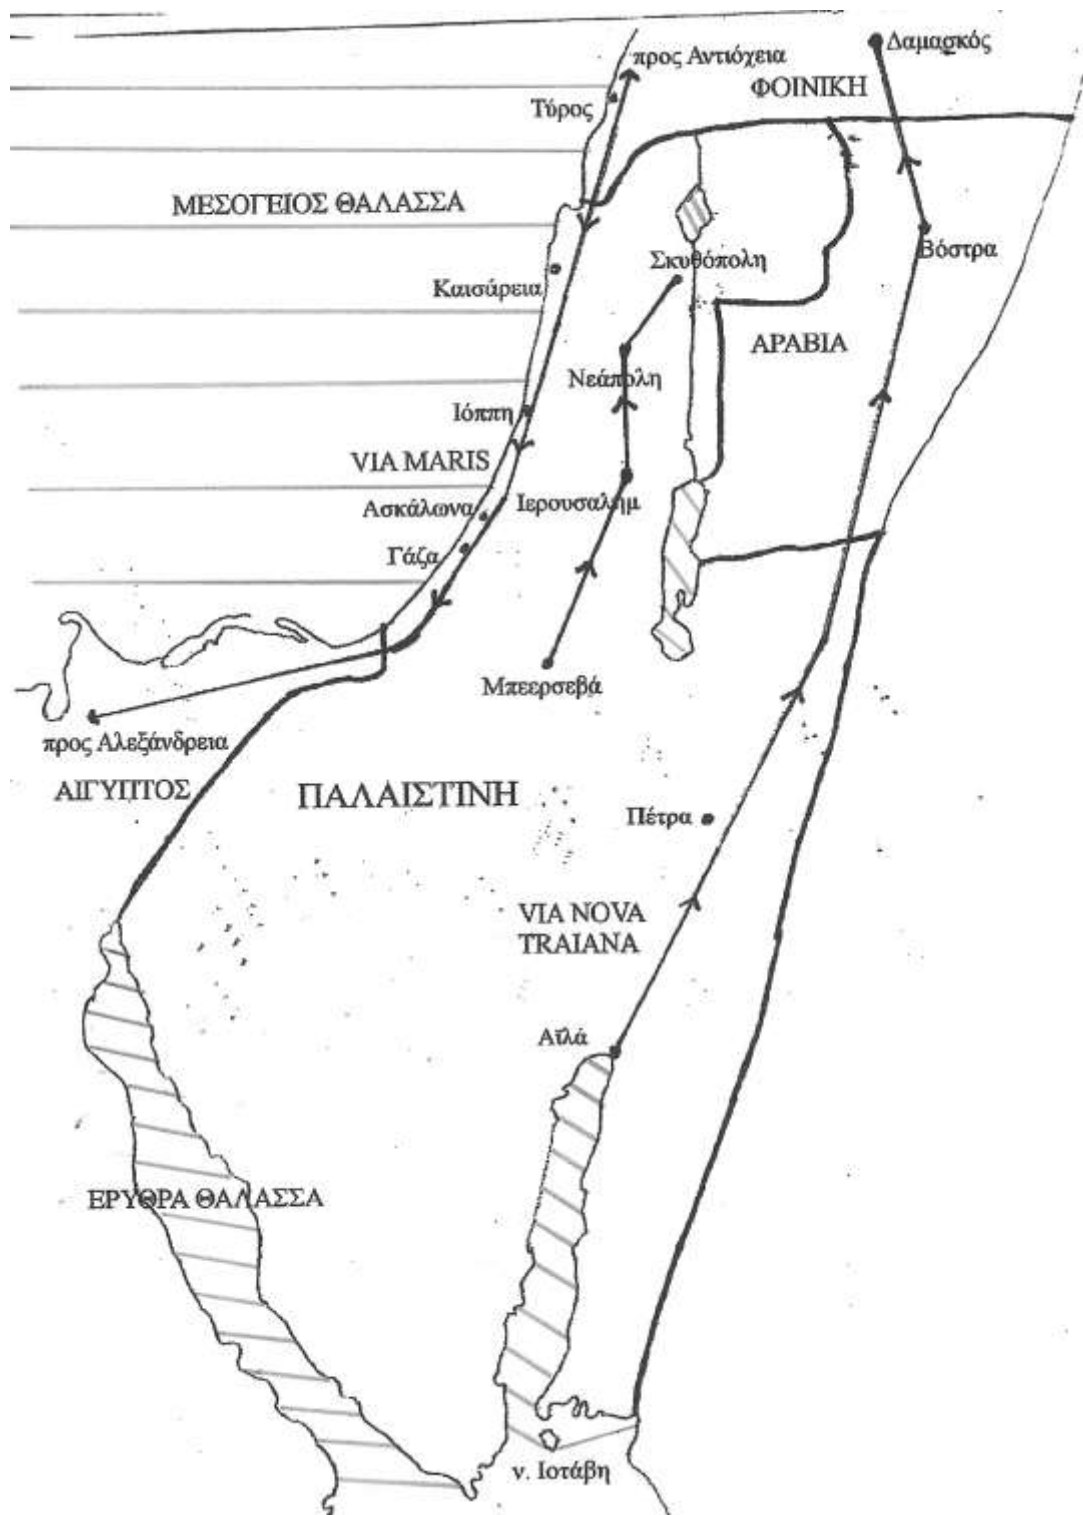 Δαμασκός
προς Αντιόχεια
ΦΟΙΝΙΚΗ
Τύρος
ΜΕΣΟΓΕΙΟΣ ΘΑΛΑΣΣΑ
Βόστρα
Σκυθόπολη
Καισάρεια
ΑΡΑΒΙΑ
Νεάπολη
Ιόππη
VIA MARIS
Ασκάλωνα
Ιερουσαλήμ
Γάζα
Μπεερσεβά
προς Αλεξάνδρεια
ΑΙΓΥΠΤΟΣ
ΠΑΛΑΙΣΤΙΝΗ
Πέτρα
VIA NOVA
TRAIANA
Αϊλά
ΕΡΥΘΡΑ ΘΑΛΑΣΣΑ
ν. Ιοτάβη